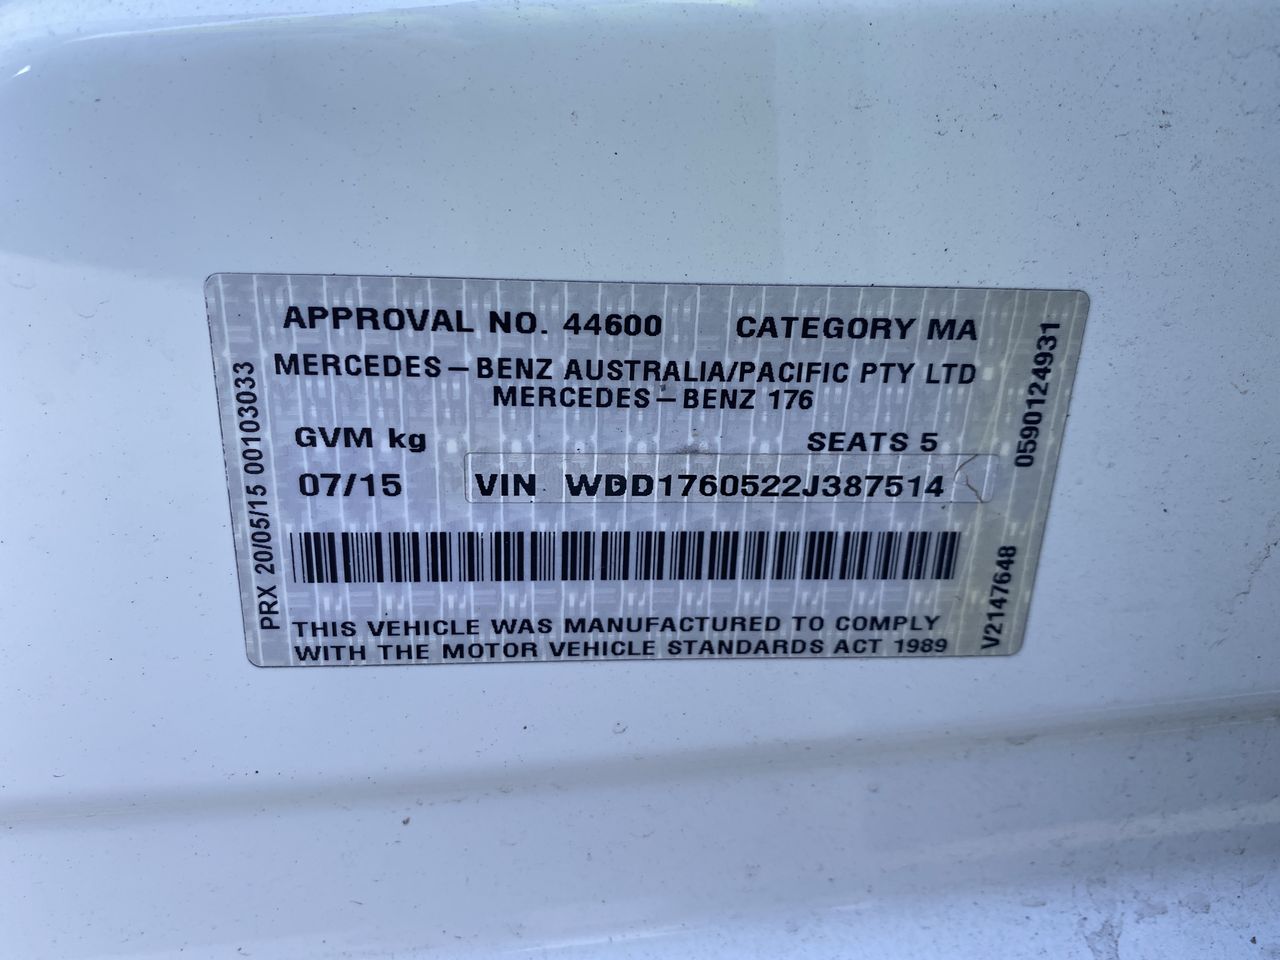 APPROVAL NO. 44600 CATEGORY MA
MERCEDES-BENZ AUSTRALIA/PACIFIC PTY LTD
MERCEDES-BENZ 176
GVM kg SEATS 5
07/15 VIN WDD1760522J387514
THIS VEHICLE WAS MANUFACTURED TO COMPLY
WITH THE MOTOR VEHICLE STANDARDS ACT 1989
PRX 20/05/15 00103033
0590124931
V2147648